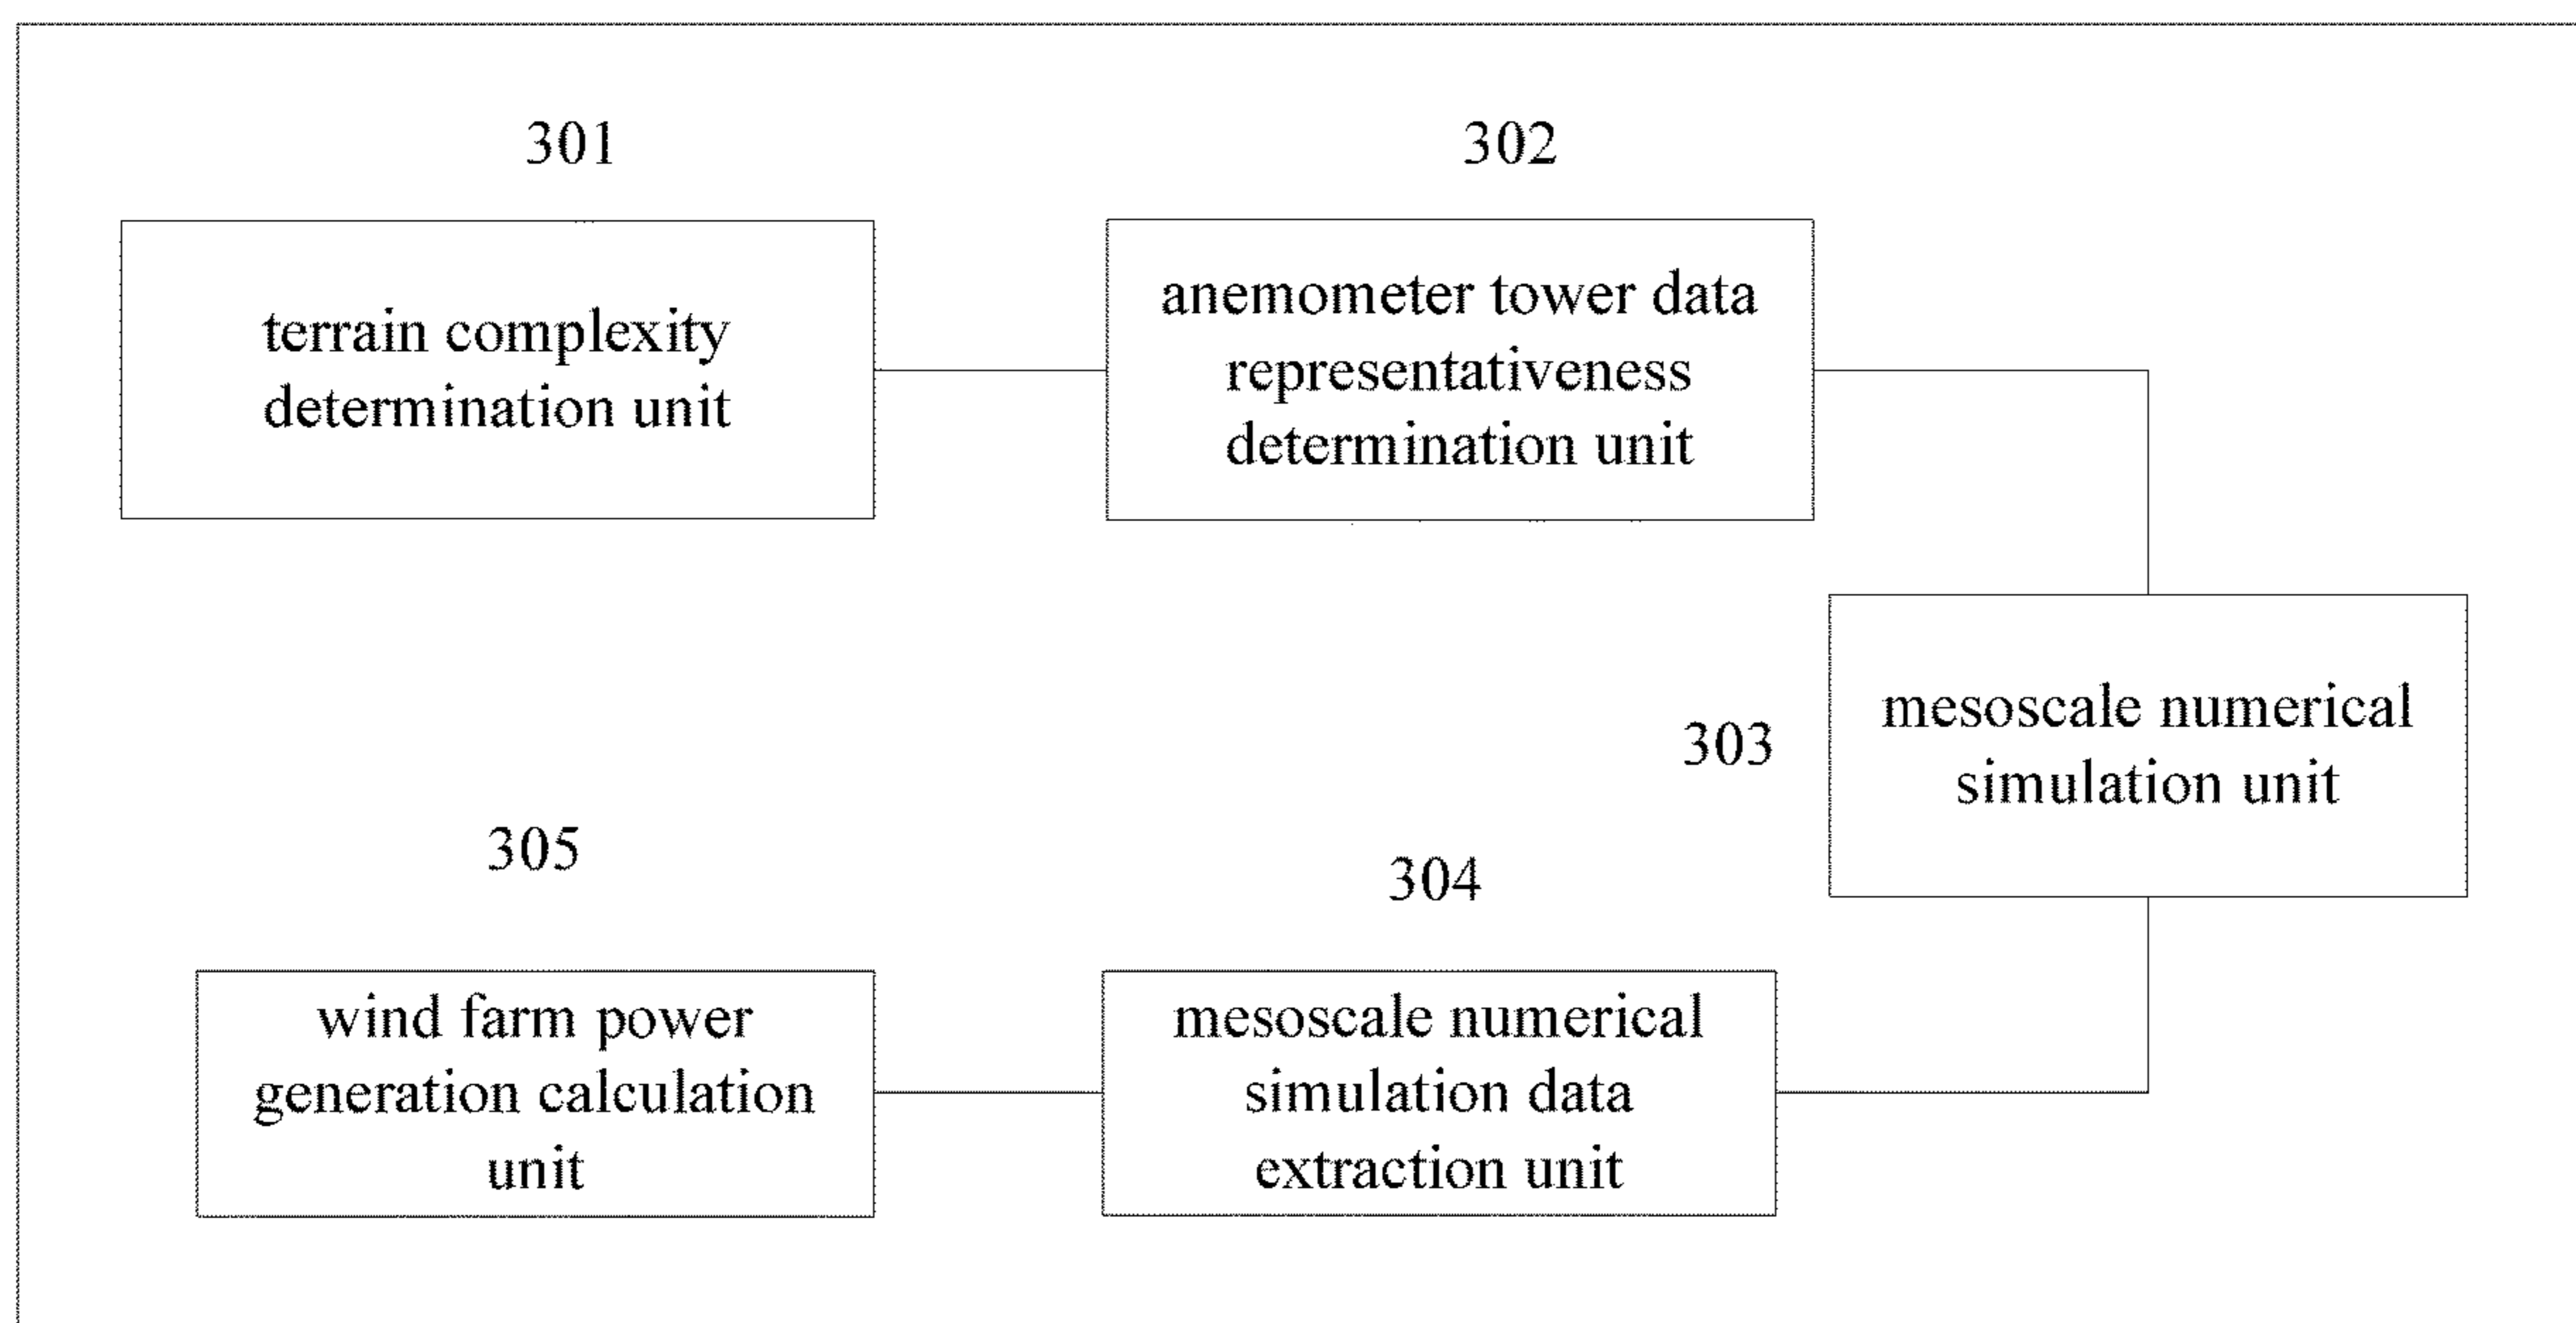 301
terrain complexity
determination unit
302
anemometer tower data
representativeness
determination unit
303
mesoscale numerical
simulation unit
304
mesoscale numerical
simulation data
extraction unit
305
wind farm power
generation calculation
unit